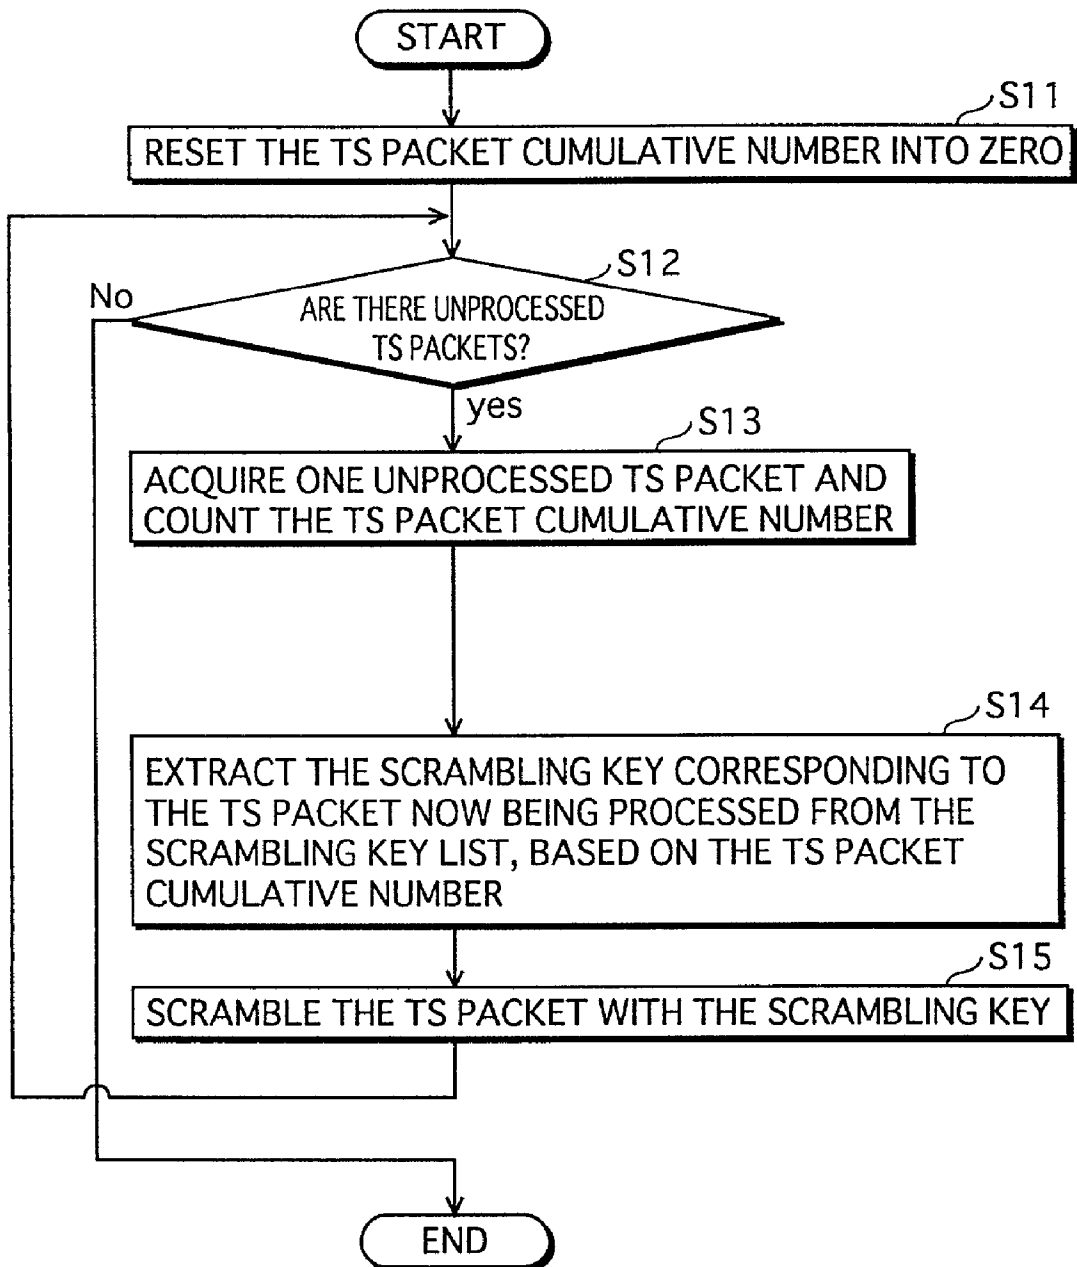 START
S11
RESET THE TS PACKET CUMULATIVE NUMBER INTO ZERO
S12
No
ARE THERE UNPROCESSED
TS PACKETS?
yes
S13
ACQUIRE ONE UNPROCESSED TS PACKET AND
COUNT THE TS PACKET CUMULATIVE NUMBER
S14
EXTRACT THE SCRAMBLING KEY CORRESPONDING TO
THE TS PACKET NOW BEING PROCESSED FROM THE
SCRAMBLING KEY LIST, BASED ON THE TS PACKET
CUMULATIVE NUMBER
S15
SCRAMBLE THE TS PACKET WITH THE SCRAMBLING KEY
END